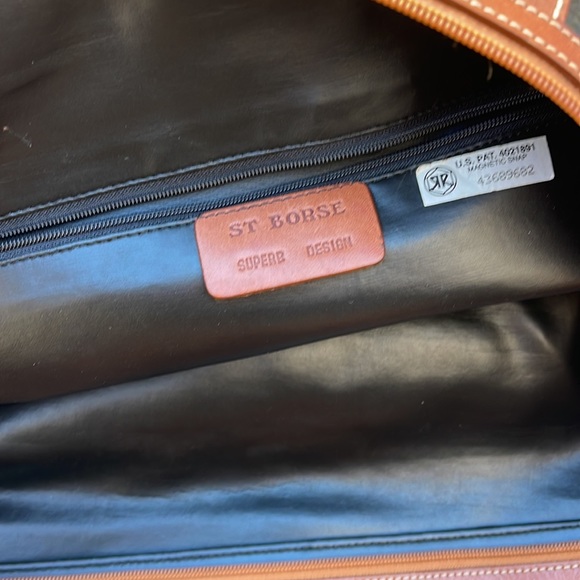 ST BORSE
SUPERB DESIGN
U.S. PAT. 4021891
MAGNETIC SNAP
43689682